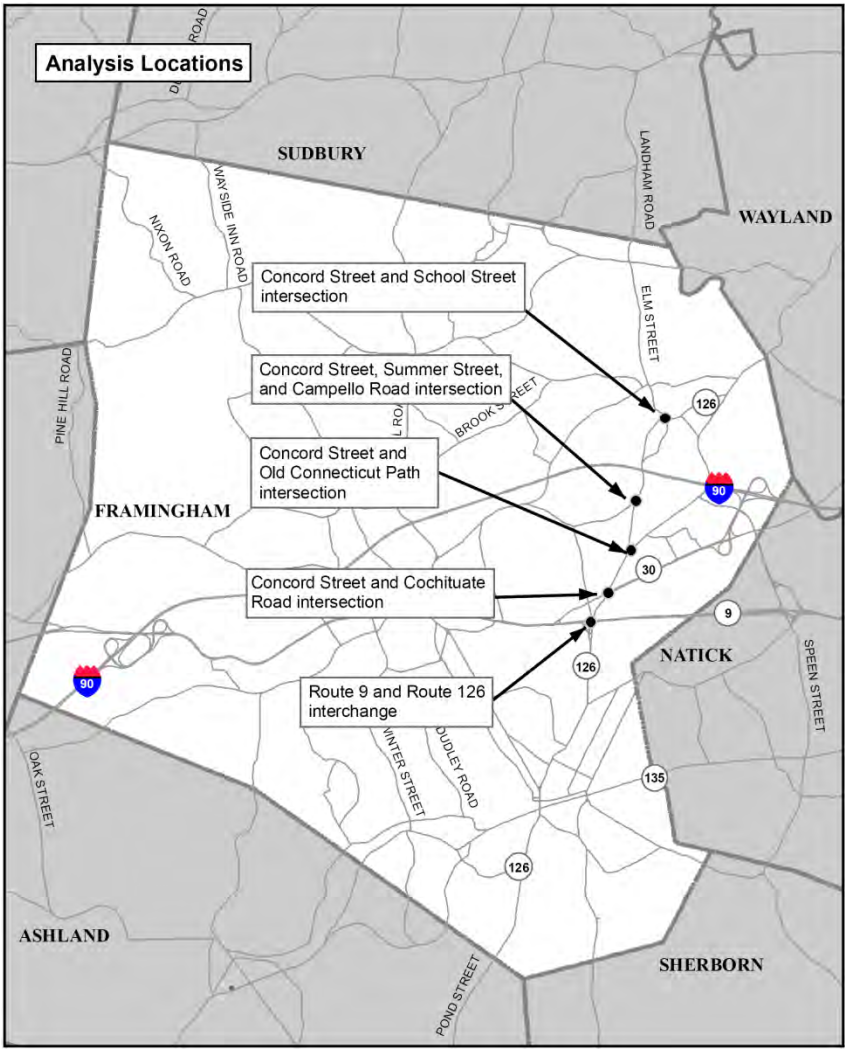 Analysis Locations
ROAD
SUDBURY
LANDHAM ROAD
WAYLAND
WAYSIDE INN ROAD
NIXON ROAD
Concord Street and School Street
intersection
ELM STREET
PINE HILL ROAD
Concord Street, Summer Street,
and Campello Road intersection
126
BROOK STREET
Concord Street and
Old Connecticut Path
intersection
90
FRAMINGHAM
30
Concord Street and Cochituate
Road intersection
9
NATICK
SPEEN STREET
126
90
Route 9 and Route 126
interchange
OAK STREET
WINTER STREET
DUDLEY ROAD
135
126
ASHLAND
SHERBORN
POND STREET